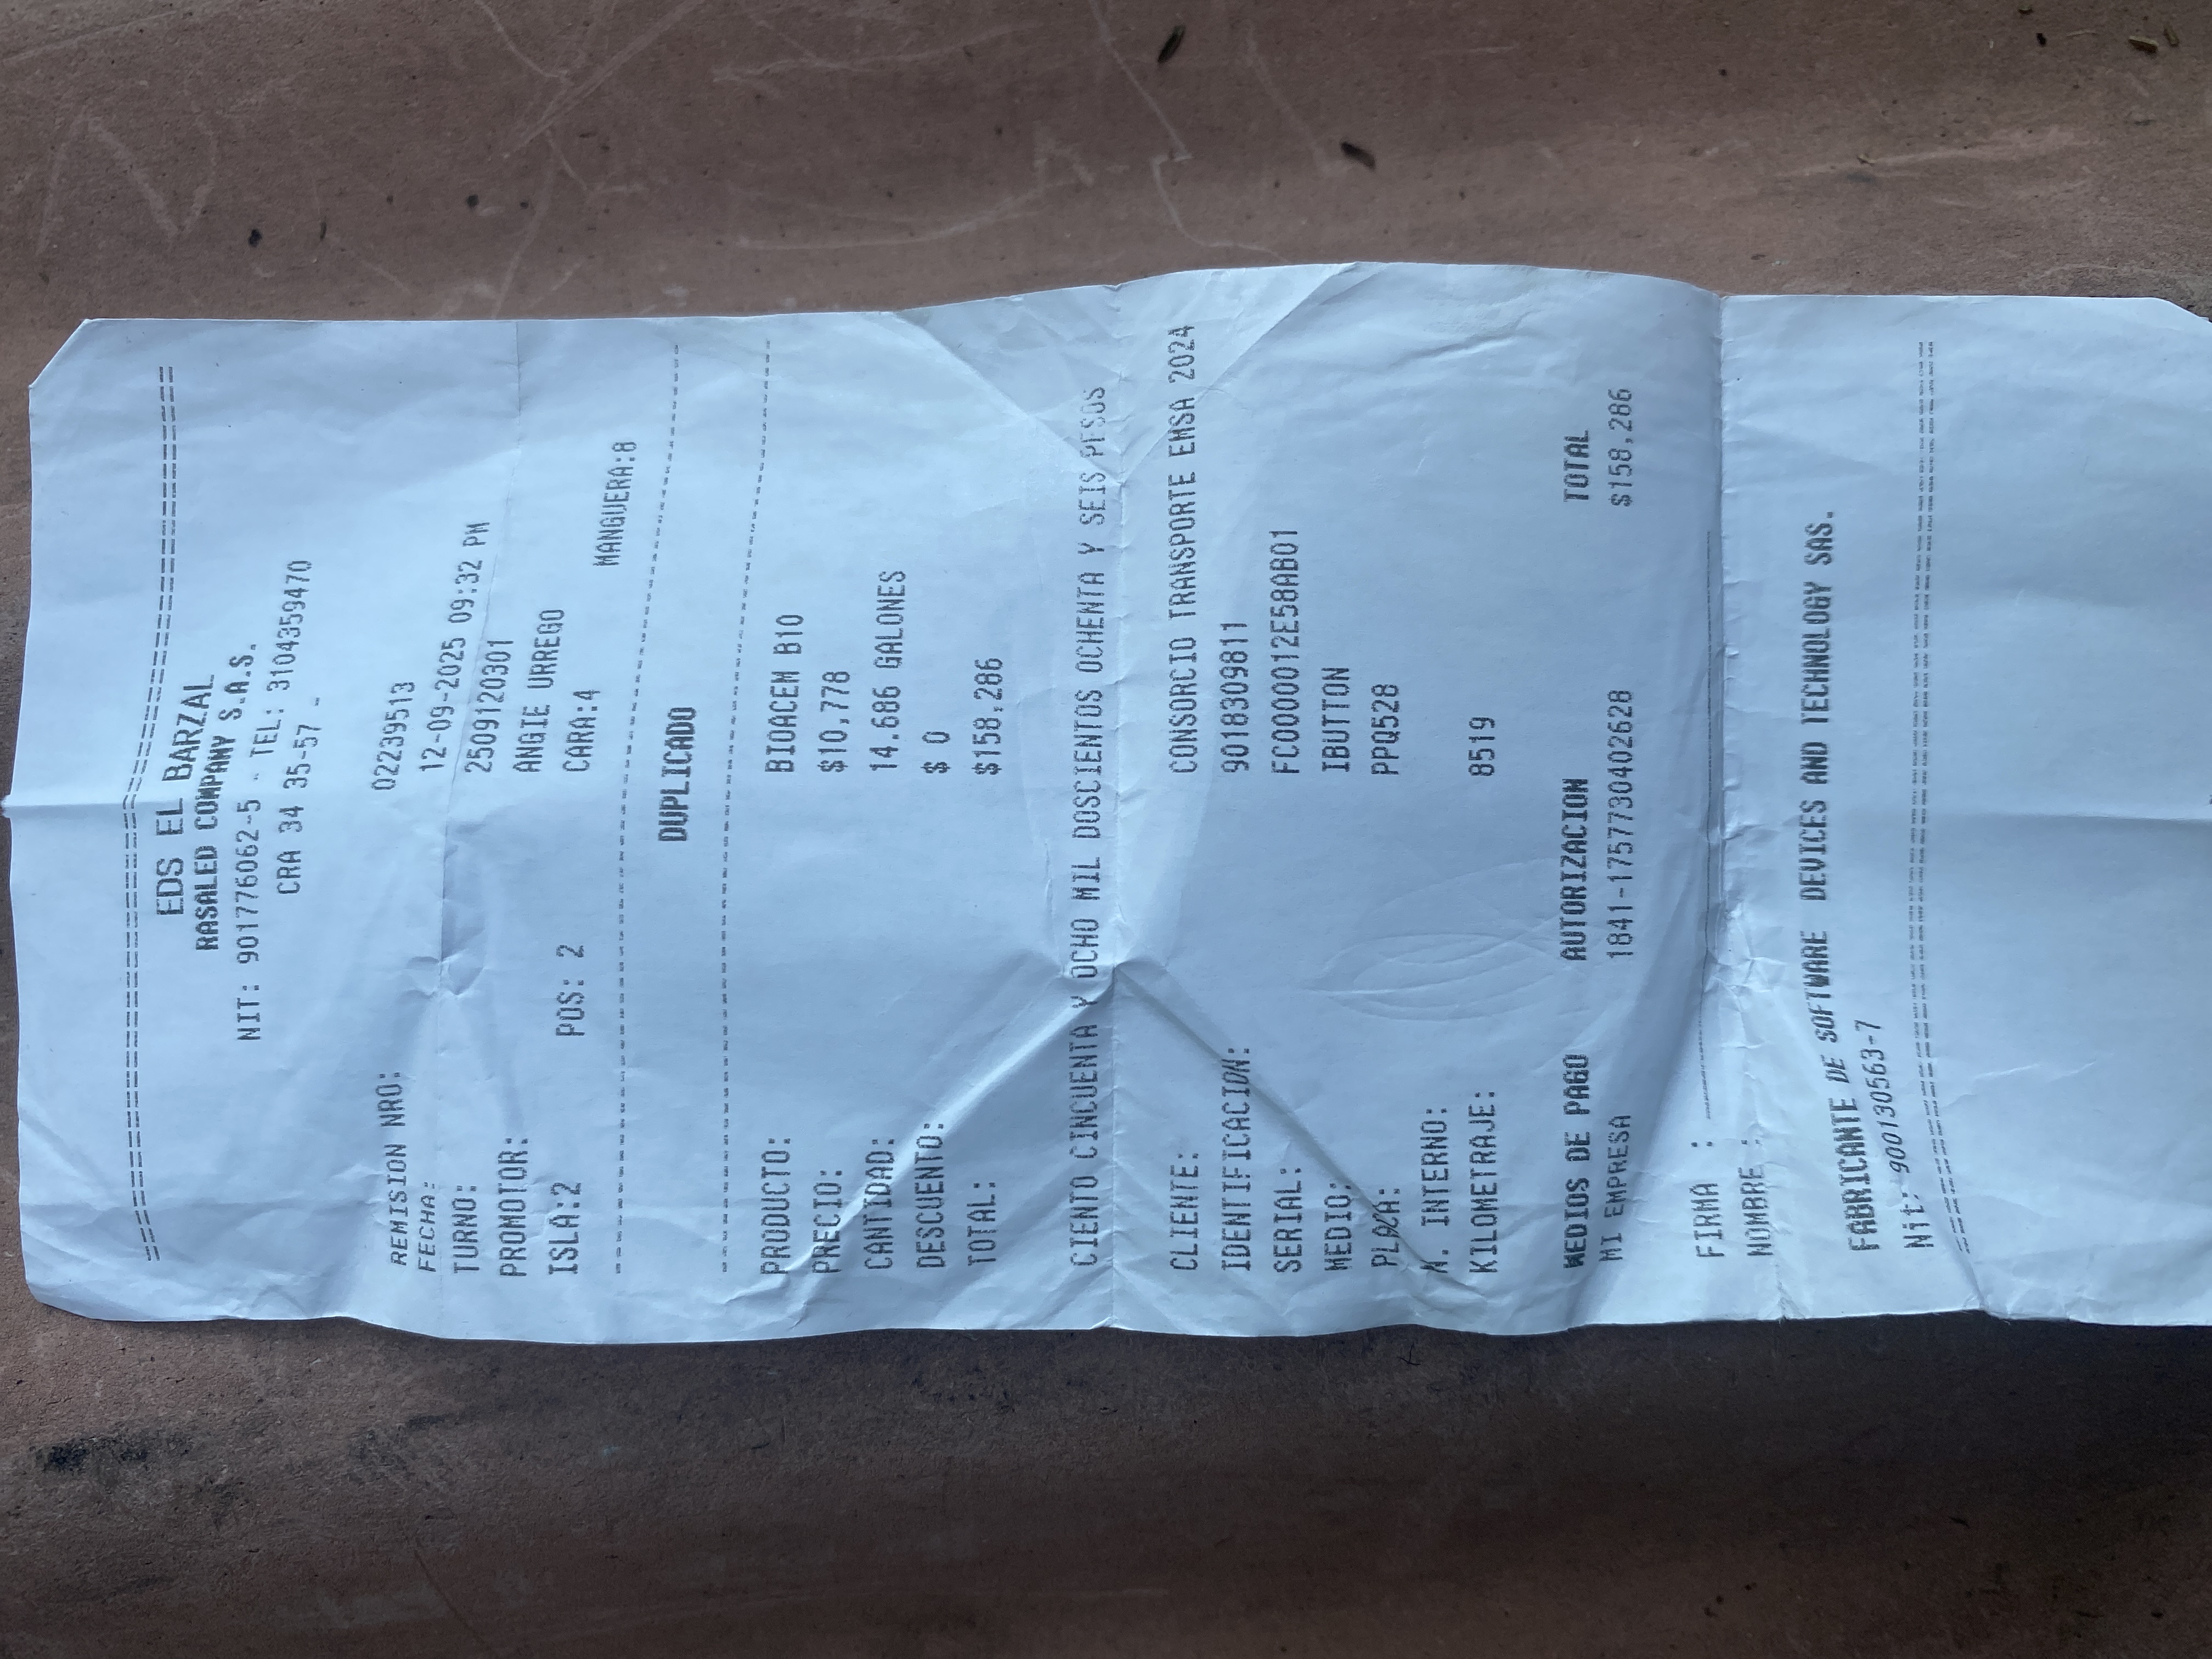 EDS EL BARZAL
RASALED COMPANY S.A.S.
NIT: 901776062-5 - TEL: 3104359470
CRA 34 35-57 -
REMISION NRO: 02239513
FECHA: 12-09-2025 09:32 PM
TURNO: 2509120301
PROMOTOR: ANGIE URREGO
ISLA:2 POS: 2 CARA:4 MANGUERA:8
DUPLICADO
PRODUCTO: BIOACEM B10
PRECIO: $10,778
CANTIDAD: 14.686 GALONES
DESCUENTO: $ 0
TOTAL: $158,286
CIENTO CINCUENTA Y OCHO MIL DOSCIENTOS OCHENTA Y SEIS PESOS
CLIENTE: CONSORCIO TRANSPORTE EMSA 2024
IDENTIFICACION: 9018309811
SERIAL: FC0000012E58AB01
MEDIO: IBUTTON
PLACA: PPQ528
N. INTERNO:
KILOMETRAJE: 8519
MEDIOS DE PAGO AUTORIZACION TOTAL
MI EMPRESA 1841-1757730402628 $158,286
FIRMA :
NOMBRE :
FABRICANTE DE SOFTWARE DEVICES AND TECHNOLOGY SAS.
Nit: 900130563-7